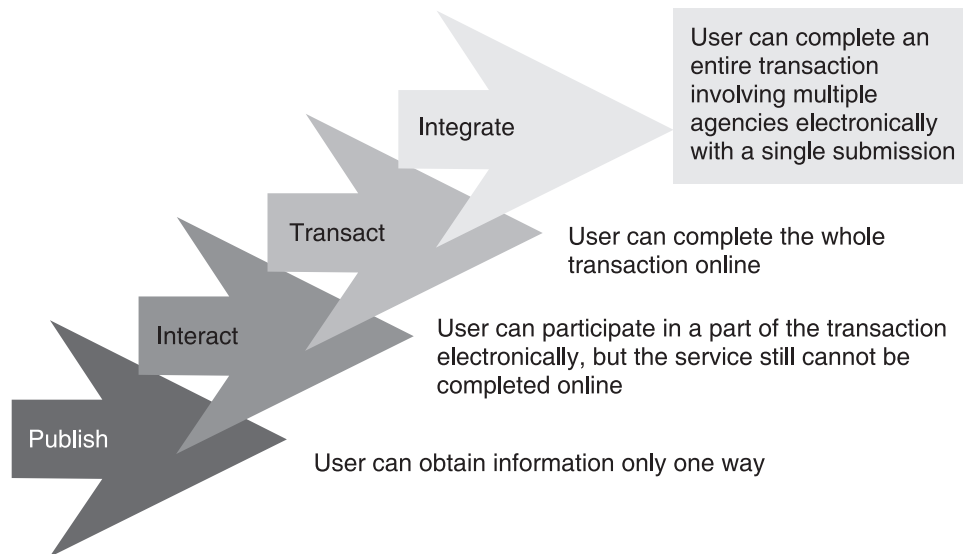 User can complete an
entire transaction
involving multiple
agencies electronically
with a single submission
Integrate
Transact
User can complete the whole
transaction online
Interact
User can participate in a part of the transaction
electronically, but the service still cannot be
completed online
Publish
User can obtain information only one way